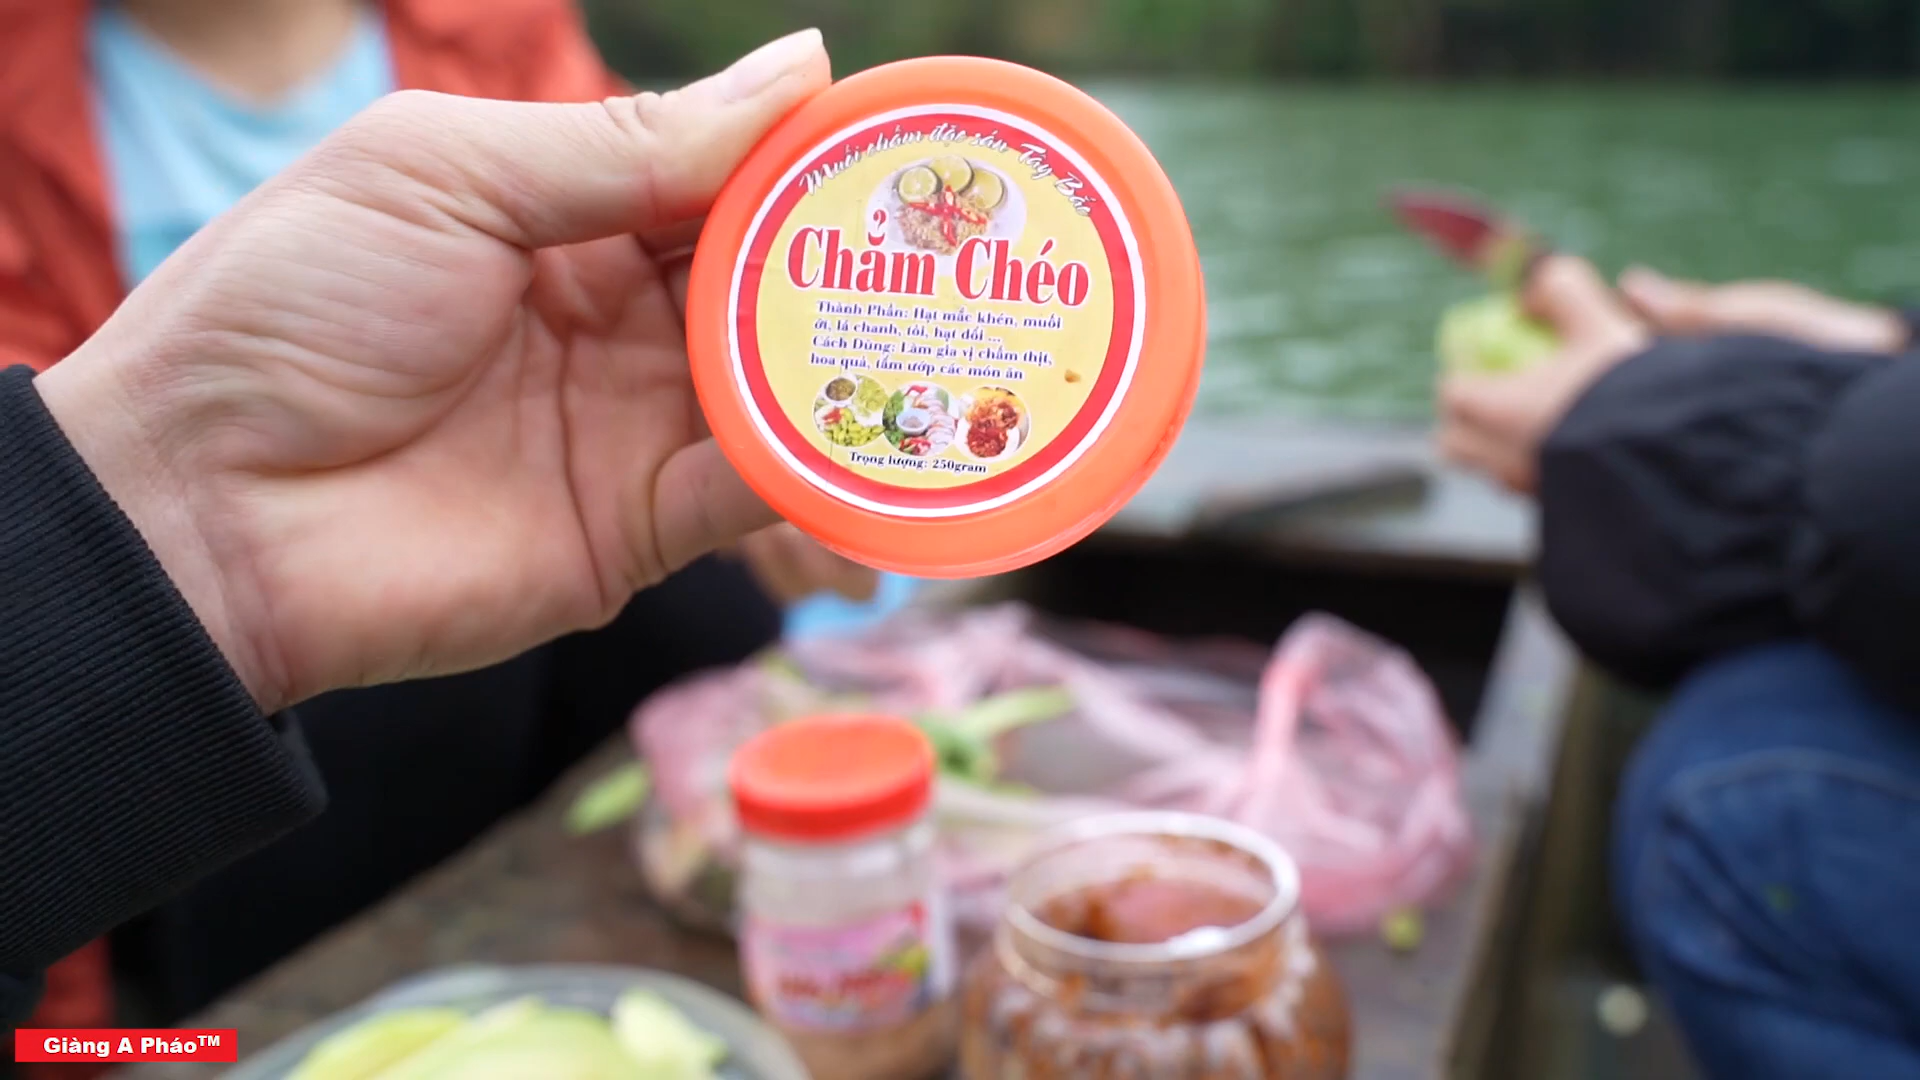 Muối chấm đặc sản Tây Bắc
Chẳm Chéo
Thành Phần: Hạt mắc khén, muối
ớt, lá chanh, tỏi, hạt dổi ...
Cách Dùng: Làm gia vị chấm thịt,
hoa quả, tẩm ướp các món ăn
Trọng lượng: 250gram
Giàng A Pháo™